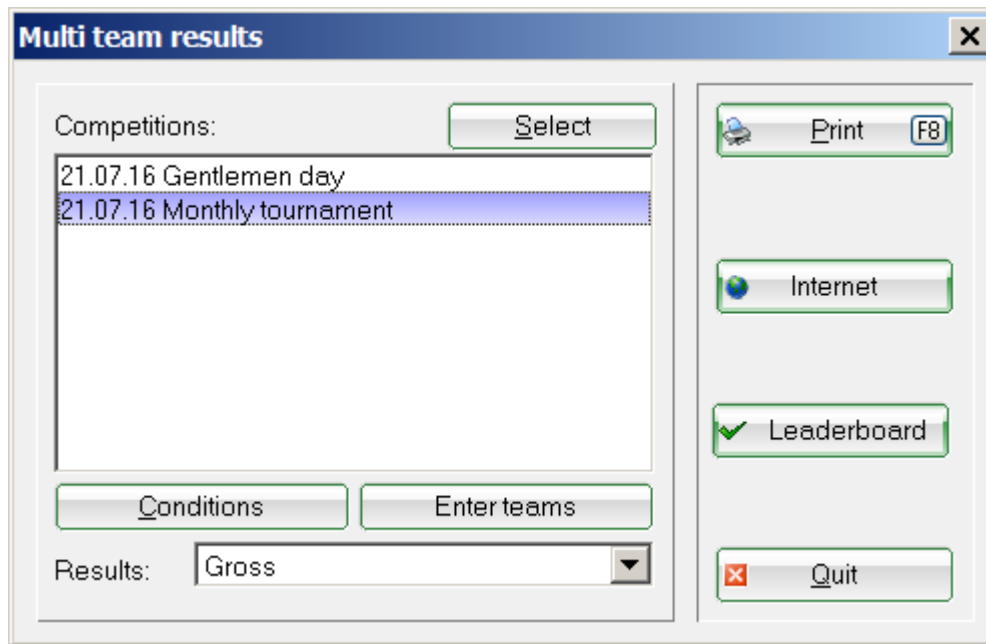 Multi team results
Competitions:
Select
21.07.16 Gentlemen day
21.07.16 Monthly tournament
Conditions
Enter teams
Results:
Gross
Print
F8
Internet
Leaderboard
Quit